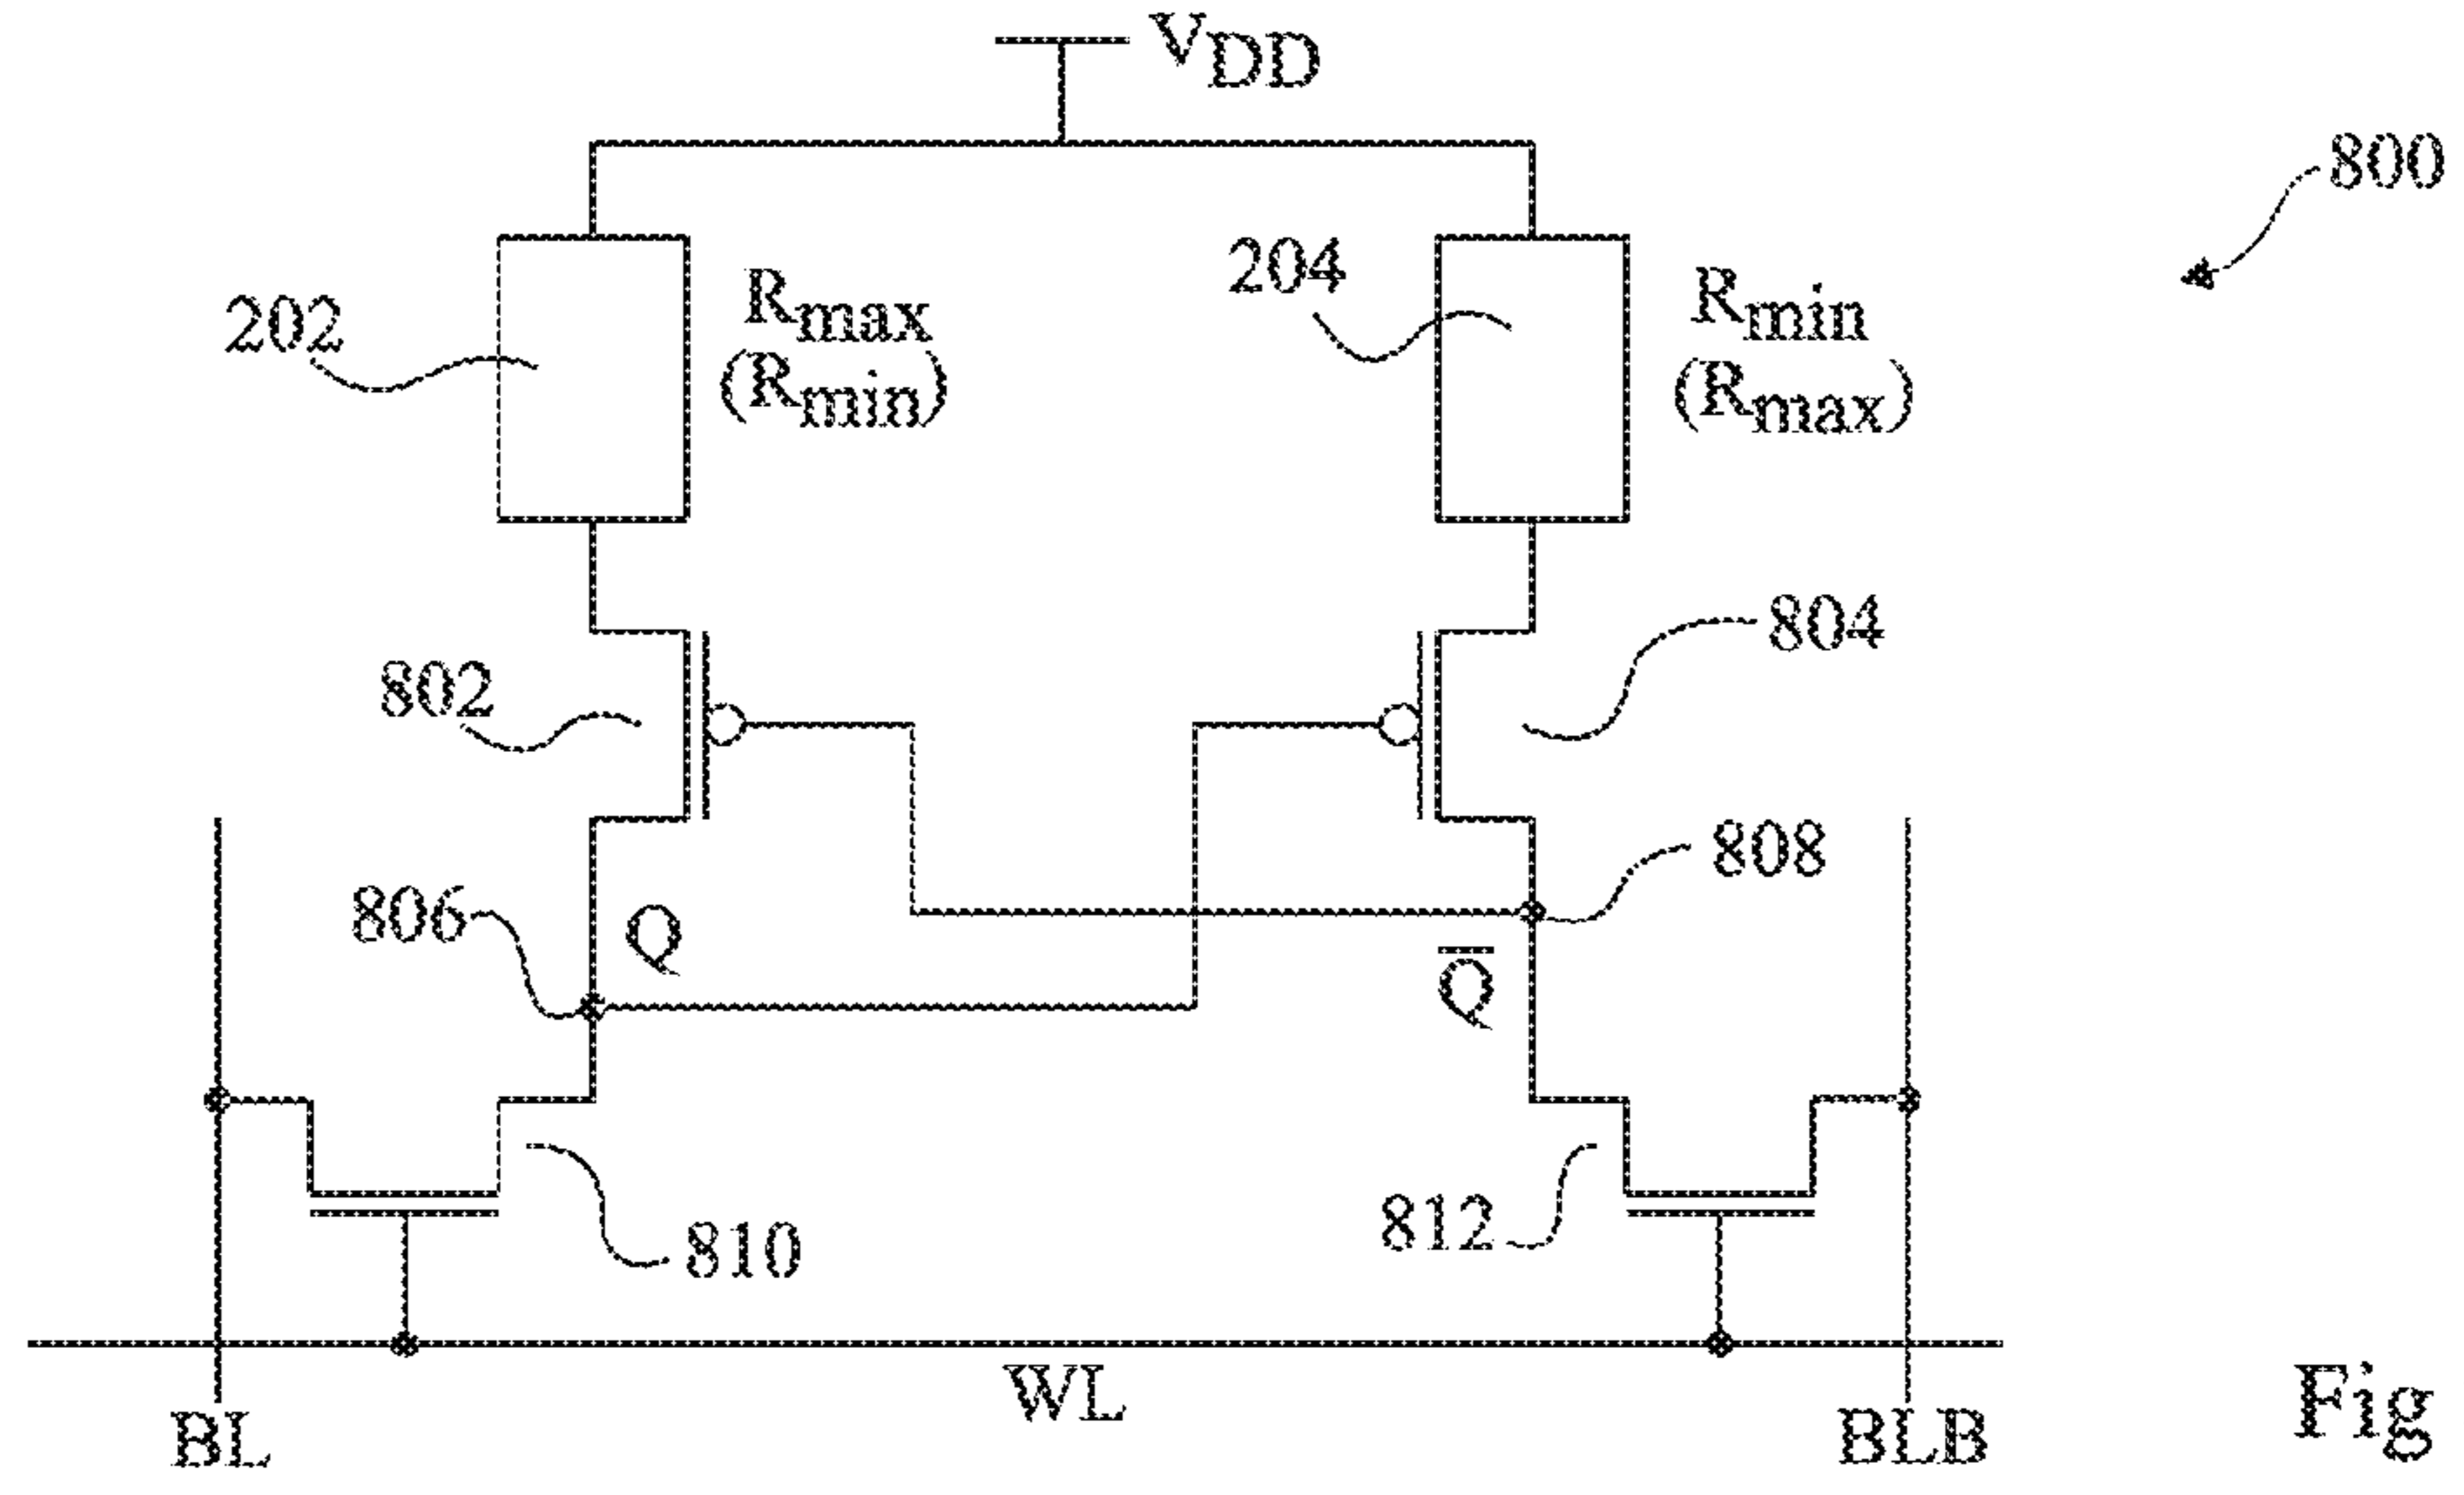 VDD
800
202
Rmax
(Rmin)
204
Rmin
(Rmax)
802
804
806
Q
808
Q̅
810
812
WL
BL
BLB
Fig